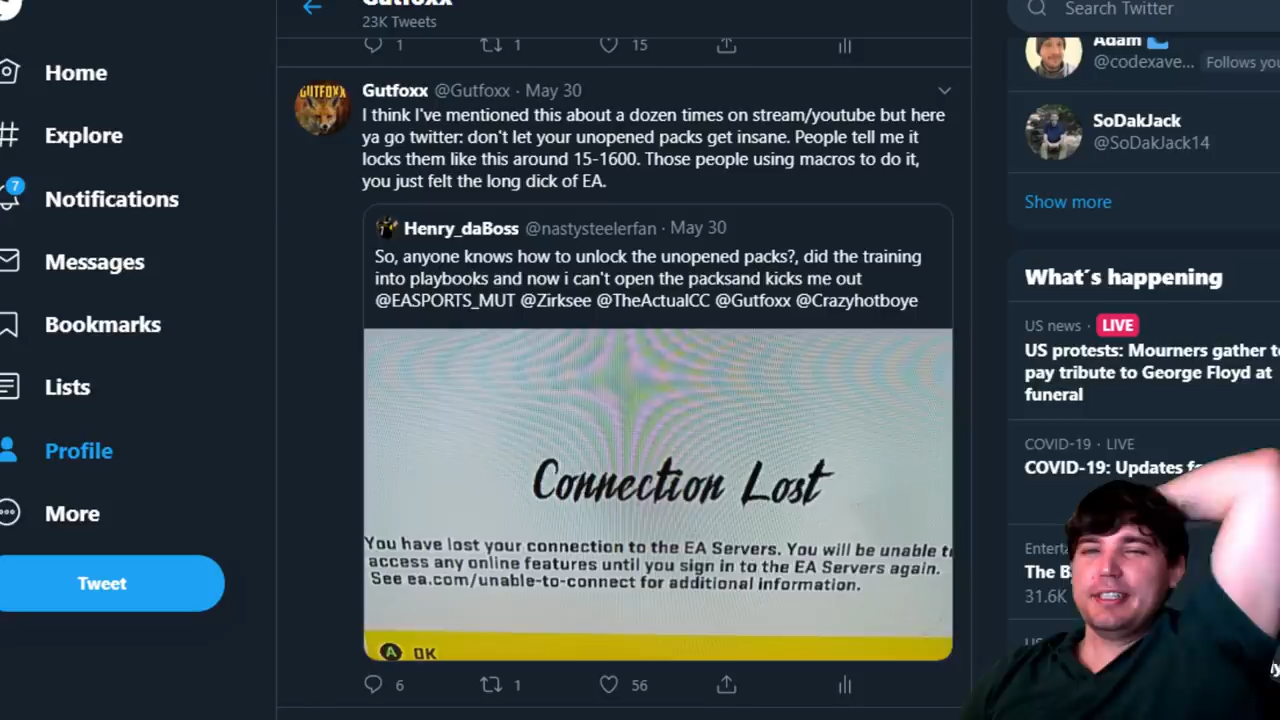 Gutfoxx
23K Tweets
Search Twitter
1 1 15
Home
Explore
7
Notifications
Messages
Bookmarks
Lists
Profile
More
Tweet
GUTFOXX
Gutfoxx @Gutfoxx · May 30
I think I've mentioned this about a dozen times on stream/youtube but here
ya go twitter: don't let your unopened packs get insane. People tell me it
locks them like this around 15-1600. Those people using macros to do it,
you just felt the long dick of EA.
Henry_daBoss @nastysteelerfan · May 30
So, anyone knows how to unlock the unopened packs?, did the training
into playbooks and now i can't open the packsand kicks me out
@EASPORTS_MUT @Zirksee @TheActualCC @Gutfoxx @Crazyhotboye
Connection Lost
You have lost your connection to the EA Servers. You will be unable
access any online features until you sign in to the EA Servers again.
See ea.com/unable-to-connect for additional information.
A OK
6 1 56
Adam
@codexave... Follows
SoDakJack
@SoDakJack14
Show more
What's happening
US news · LIVE
US protests: Mourners gather
pay tribute to George Floyd at
funeral
COVID-19 · LIVE
COVID-19: Updates
The
31.6K